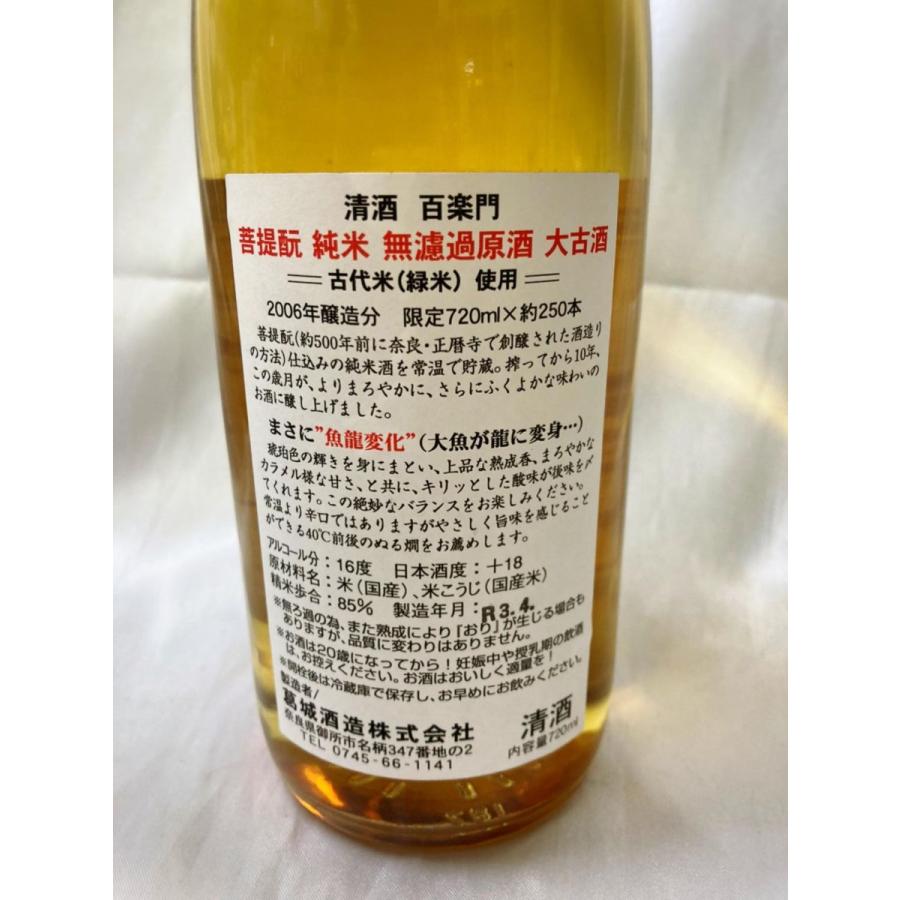 清酒 百楽門
菩提酛 純米 無濾過原酒 大古酒
古代米(緑米) 使用
2006年醸造分 限定720ml×約250本
菩提酛(約500年前に奈良・正暦寺で創醸された酒造り
の方法)仕込みの純米酒を常温で貯蔵。搾ってから10年、
この歳月が、よりまろやかに、さらにふくよかな味わいの
お酒に醸し上げました。
まさに"魚龍変化"(大魚が龍に変身…)
琥珀色の輝きを身にまとい、上品な熟成香、まろやかな
カラメル様な甘さ、と共に、キリッとした酸味が後味を〆
てくれます。この絶妙なバランスをお楽しみください。
常温より辛口ではありますがやさしく旨味を感じること
ができる40℃前後のぬる燗をお薦めします。
アルコール分:16度 日本酒度:+18
原材料名:米(国産)、米こうじ(国産米)
精米歩合:85% 製造年月:R3.4.
※無ろ過の為、また熟成により『おり』が生じる場合も
ありますが、品質に変わりはありません。
※お酒は20歳になってから!妊娠中や授乳期の飲酒
は、お控えください。お酒はおいしく適量を!
※開栓後は冷蔵庫で保存し、お早めにお飲みください。
製造者/
葛城酒造株式会社
奈良県御所市名柄347番地の2
TEL 0745-66-1141
清酒
内容量720ml